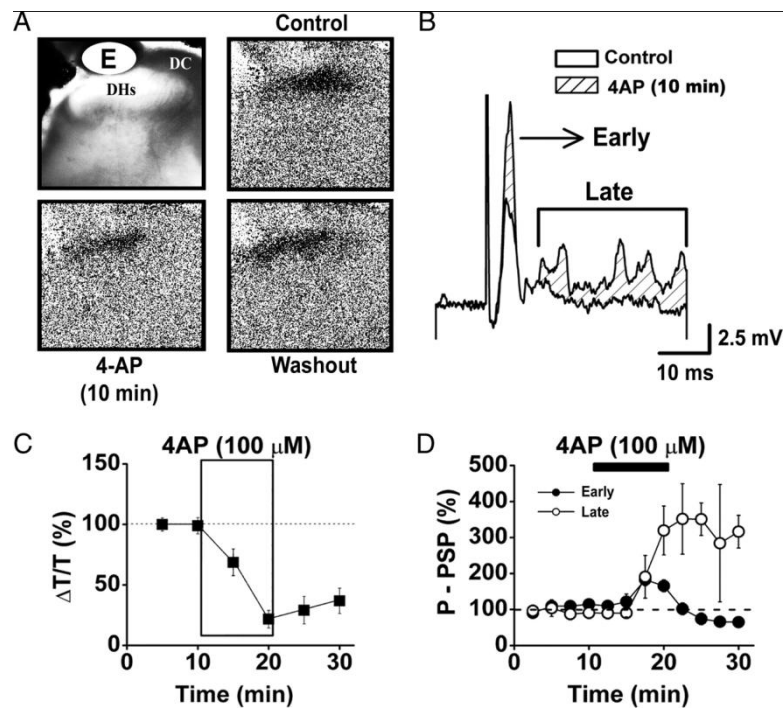 A
Control
E
DC
DHs
4-AP
(10 min)
Washout
B
Control
4AP (10 min)
Early
Late
2.5 mV
10 ms
C
4AP (100 μM)
150
100
50
0
ΔT/T (%)
0 10 20 30
Time (min)
D
4AP (100 μM)
500
400
300
200
100
0
P - PSP (%)
Early
Late
0 10 20 30
Time (min)